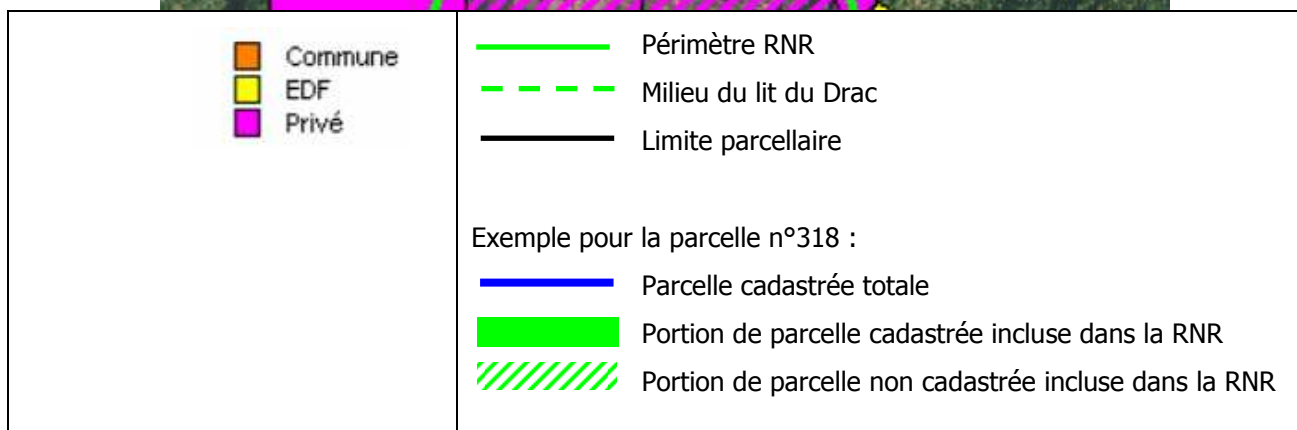 Commune
EDF
Privé
Périmètre RNR
Milieu du lit du Drac
Limite parcellaire
Exemple pour la parcelle n°318 :
Parcelle cadastrée totale
Portion de parcelle cadastrée incluse dans la RNR
Portion de parcelle non cadastrée incluse dans la RNR